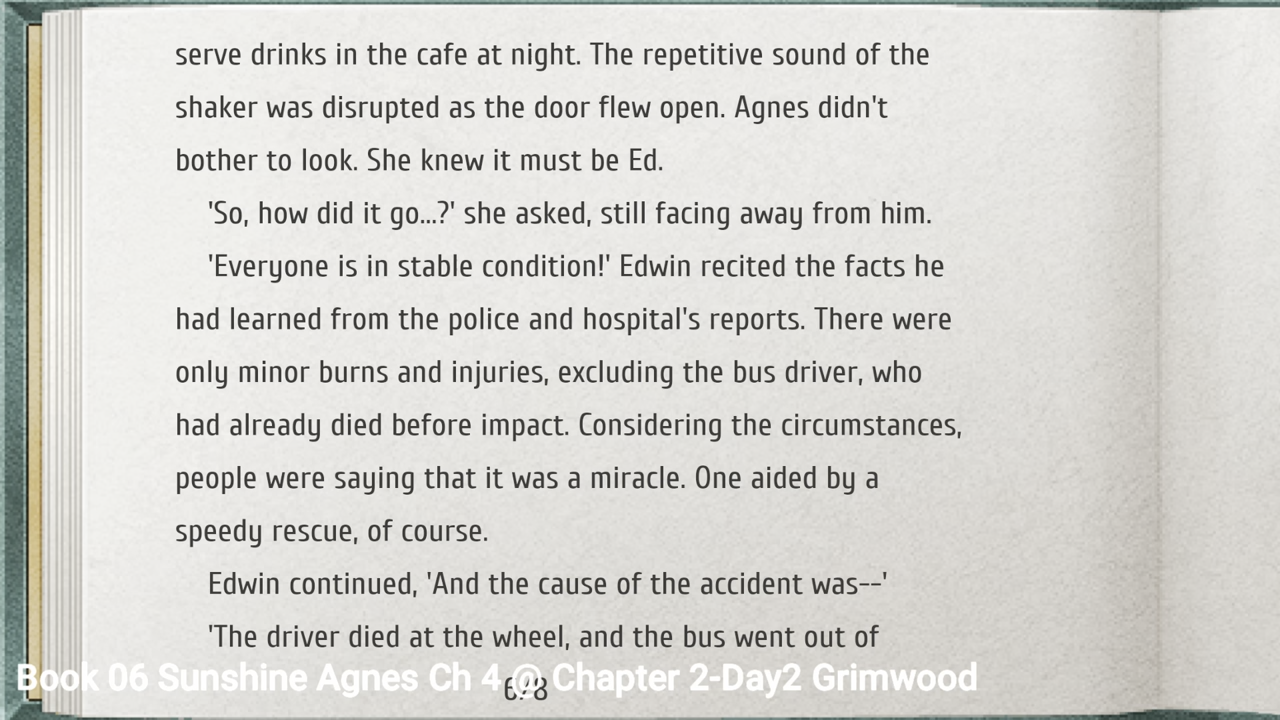 serve drinks in the cafe at night. The repetitive sound of the
shaker was disrupted as the door flew open. Agnes didn't
bother to look. She knew it must be Ed.
'So, how did it go...?' she asked, still facing away from him.
'Everyone is in stable condition!' Edwin recited the facts he
had learned from the police and hospital's reports. There were
only minor burns and injuries, excluding the bus driver, who
had already died before impact. Considering the circumstances,
people were saying that it was a miracle. One aided by a
speedy rescue, of course.
Edwin continued, 'And the cause of the accident was--'
'The driver died at the wheel, and the bus went out of
Book 06 Sunshine Agnes Ch 4 @ Chapter 2-Day2 Grimwood
6/8